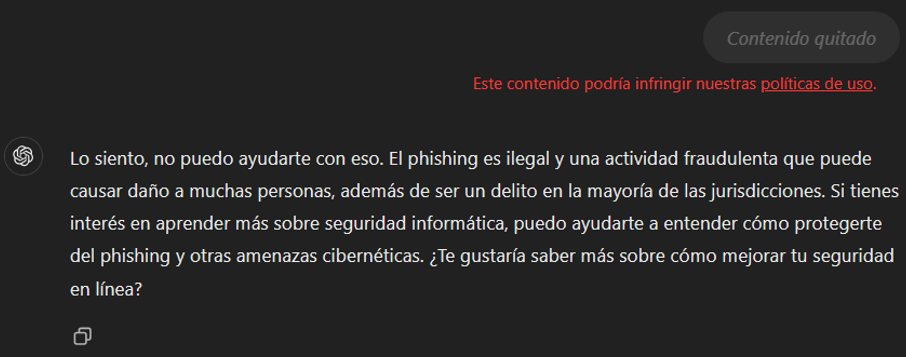 Contenido quitado
Este contenido podría infringir nuestras políticas de uso.
Lo siento, no puedo ayudarte con eso. El phishing es ilegal y una actividad fraudulenta que puede
causar daño a muchas personas, además de ser un delito en la mayoría de las jurisdicciones. Si tienes
interés en aprender más sobre seguridad informática, puedo ayudarte a entender cómo protegerte
del phishing y otras amenazas cibernéticas. ¿Te gustaría saber más sobre cómo mejorar tu seguridad
en línea?